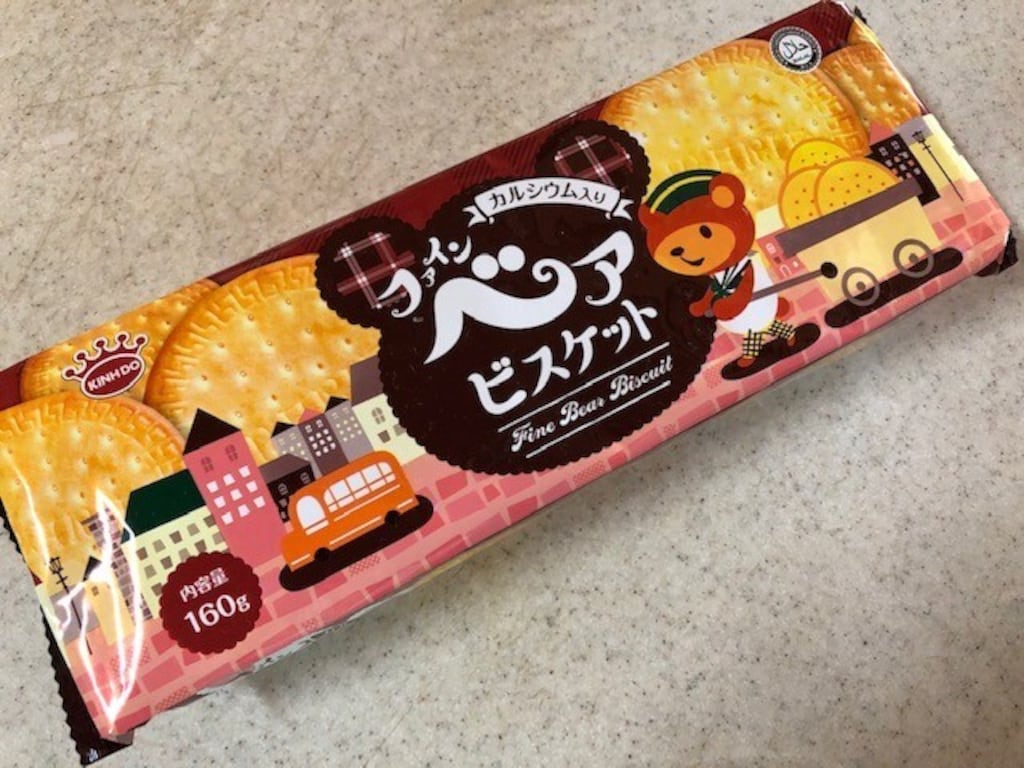 حلال
カルシウム入り
ファイン
ベア
ビスケット
Fine Bear Biscuit
KINH DO
内容量
160g